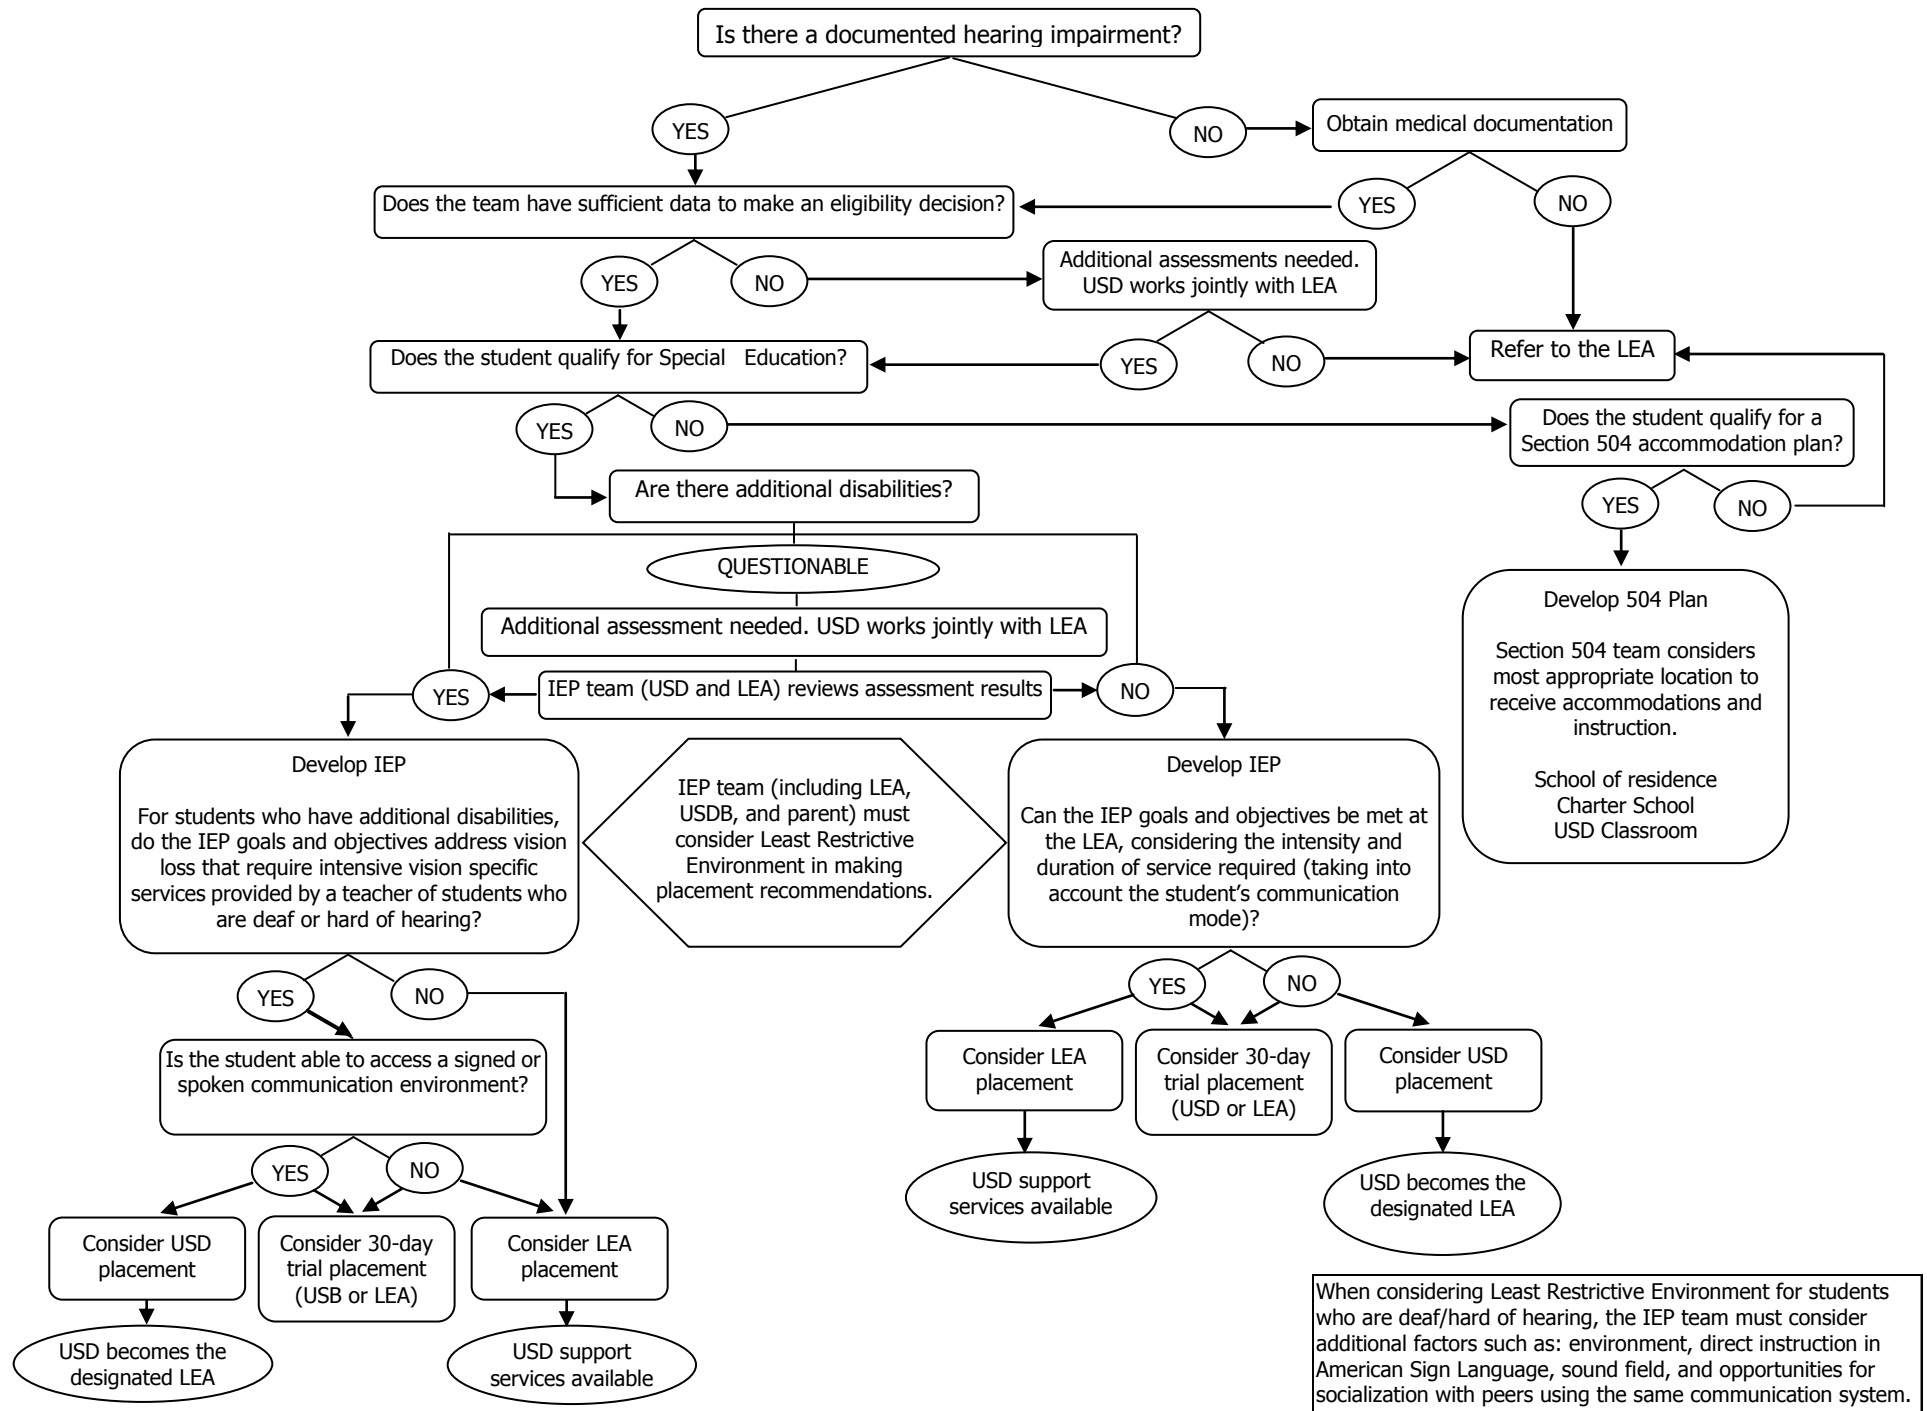 Is there a documented hearing impairment?
YES
NO
Obtain medical documentation
Does the team have sufficient data to make an eligibility decision?
YES
NO
YES
NO
Additional assessments needed.
USD works jointly with LEA
Does the student qualify for Special Education?
YES
NO
Refer to the LEA
YES
NO
Does the student qualify for a
Section 504 accommodation plan?
Are there additional disabilities?
YES
NO
QUESTIONABLE
Additional assessment needed. USD works jointly with LEA
YES
IEP team (USD and LEA) reviews assessment results
NO
Develop 504 Plan
Section 504 team considers
most appropriate location to
receive accommodations and
instruction.
School of residence
Charter School
USD Classroom
Develop IEP
For students who have additional disabilities,
do the IEP goals and objectives address vision
loss that require intensive vision specific
services provided by a teacher of students who
are deaf or hard of hearing?
IEP team (including LEA,
USDB, and parent) must
consider Least Restrictive
Environment in making
placement recommendations.
Develop IEP
Can the IEP goals and objectives be met at
the LEA, considering the intensity and
duration of service required (taking into
account the student's communication
mode)?
YES
NO
YES
NO
Is the student able to access a signed or
spoken communication environment?
Consider LEA
placement
Consider 30-day
trial placement
(USD or LEA)
Consider USD
placement
YES
NO
USD support
services available
USD becomes the
designated LEA
Consider USD
placement
Consider 30-day
trial placement
(USB or LEA)
Consider LEA
placement
USD becomes the
designated LEA
USD support
services available
When considering Least Restrictive Environment for students
who are deaf/hard of hearing, the IEP team must consider
additional factors such as: environment, direct instruction in
American Sign Language, sound field, and opportunities for
socialization with peers using the same communication system.